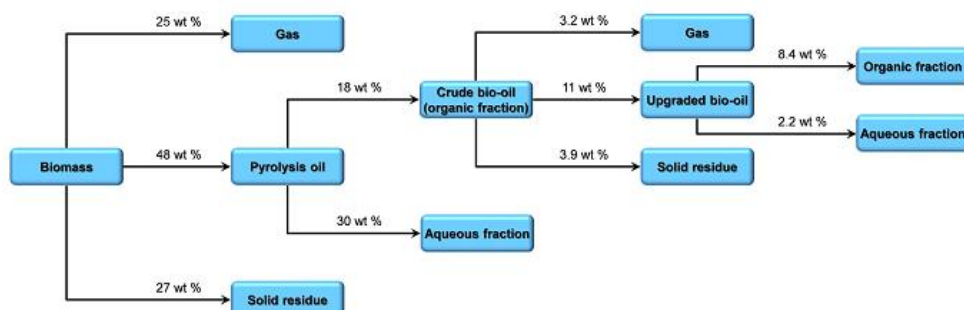 25 wt %
Gas
3.2 wt %
Gas
8.4 wt %
Organic fraction
18 wt %
Crude bio-oil
(organic fraction)
11 wt %
Upgraded bio-oil
2.2 wt %
Aqueous fraction
Biomass
48 wt %
Pyrolysis oil
3.9 wt %
Solid residue
30 wt %
Aqueous fraction
27 wt %
Solid residue